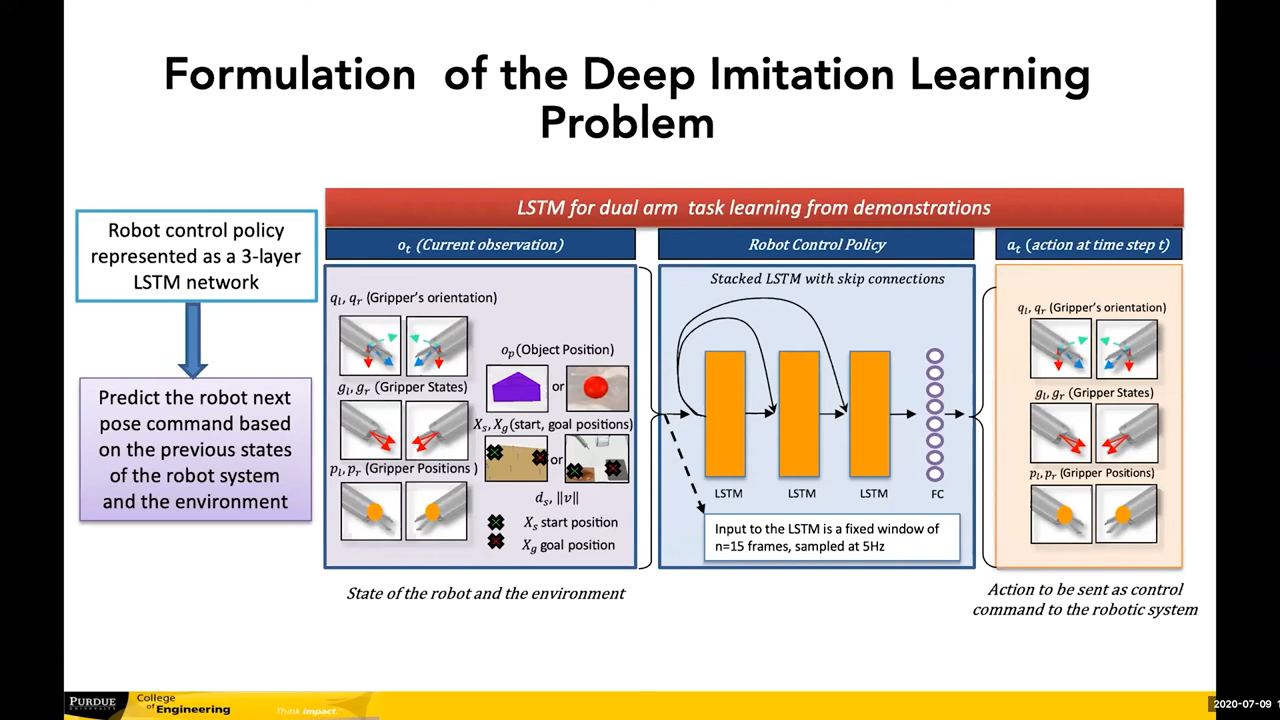 Formulation of the Deep Imitation Learning
Problem
Robot control policy
represented as a 3-layer
LSTM network
Predict the robot next
pose command based
on the previous states
of the robot system
and the environment
LSTM for dual arm task learning from demonstrations
oₜ (Current observation)
qₗ, qᵣ (Gripper's orientation)
gₗ, gᵣ (Gripper States)
pₗ, pᵣ (Gripper Positions )
oₚ(Object Position)
or
Xₛ, X_g(start, goal positions)
or
dₛ, ‖v‖
Xₛ start position
X_g goal position
State of the robot and the environment
Robot Control Policy
Stacked LSTM with skip connections
LSTM
LSTM
LSTM
FC
Input to the LSTM is a fixed window of
n=15 frames, sampled at 5Hz
aₜ (action at time step t)
qₗ, qᵣ (Gripper's orientation)
gₗ, gᵣ (Gripper States)
pₗ, pᵣ (Gripper Positions)
Action to be sent as control
command to the robotic system
PURDUE
UNIVERSITY
College
of Engineering
Think impact.
2020-07-09